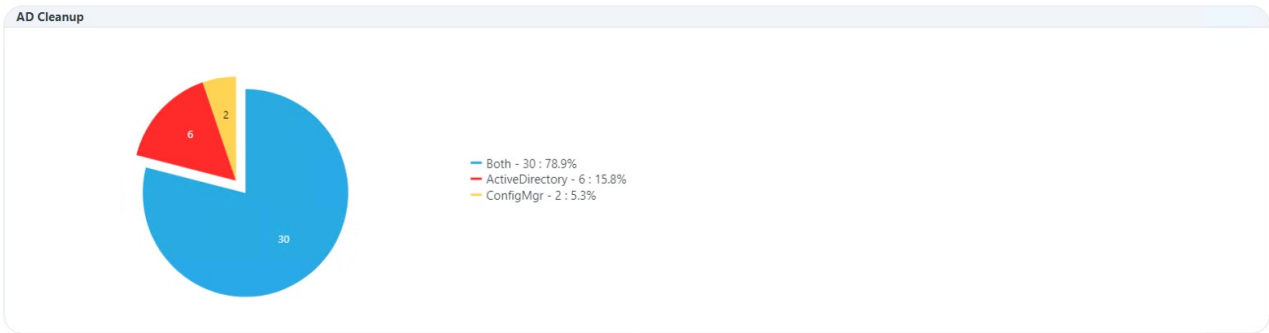 AD Cleanup
2
6
30
Both - 30 : 78.9%
ActiveDirectory - 6 : 15.8%
ConfigMgr - 2 : 5.3%